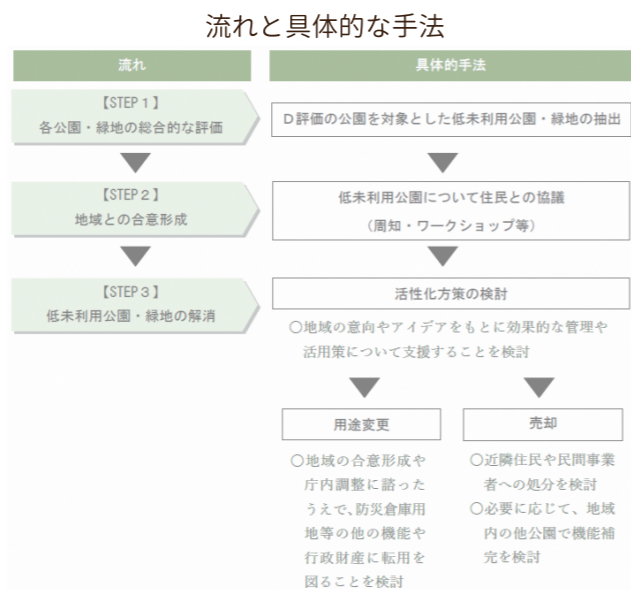 流れと具体的な手法
流れ
具体的手法
【STEP１】
各公園・緑地の総合的な評価
Ｄ評価の公園を対象とした低未利用公園・緑地の抽出
【STEP２】
地域との合意形成
低未利用公園について住民との協議
（周知・ワークショップ等）
【STEP３】
低未利用公園・緑地の解消
活性化方策の検討
○地域の意向やアイデアをもとに効果的な管理や
活用策について支援することを検討
用途変更
○地域の合意形成や
庁内調整に諮った
うえで、防災倉庫用
地等の他の機能や
行政財産に転用を
図ることを検討
売却
○近隣住民や民間事業
者への処分を検討
○必要に応じて、地域
内の他公園で機能補
完を検討